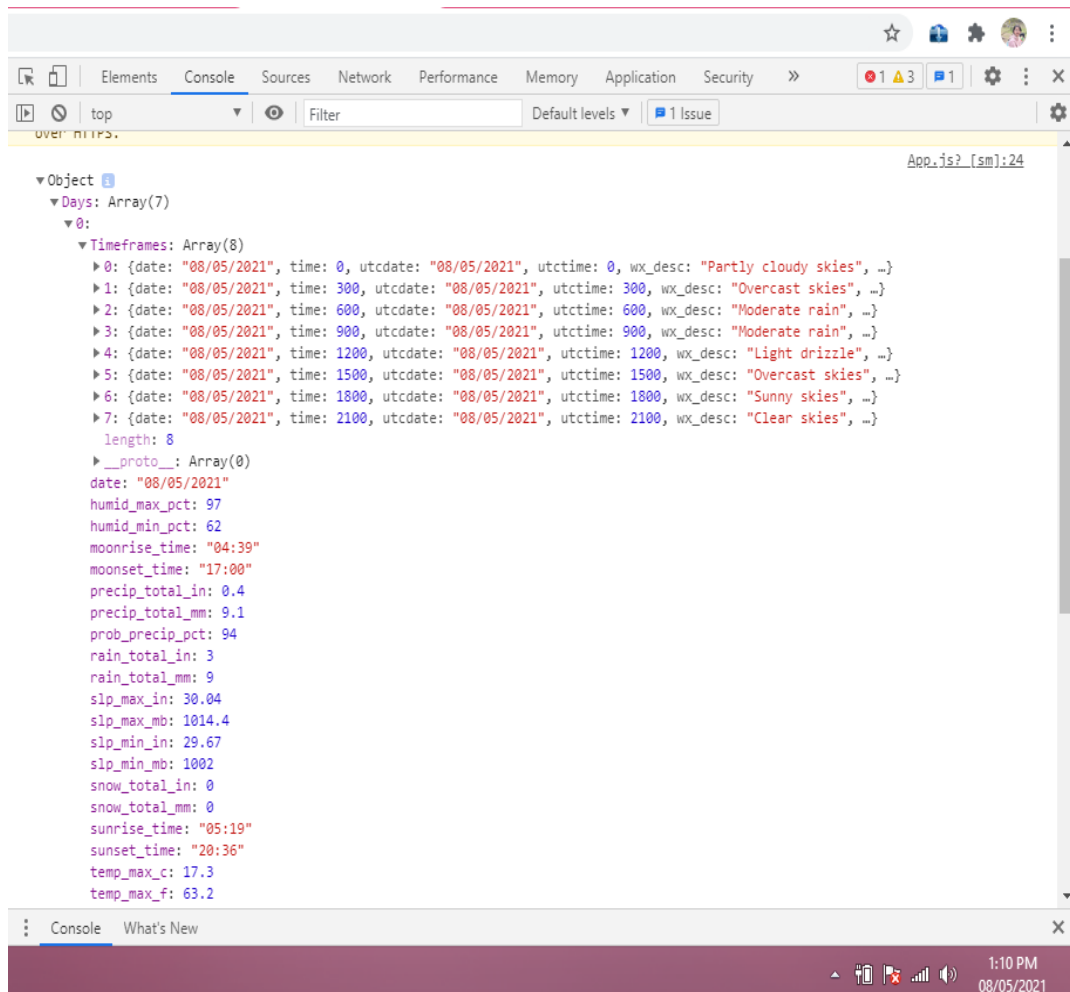 Elements Console Sources Network Performance Memory Application Security » 1 3 1
top Filter Default levels ▼ 1 Issue
over HTTPS.
App.js? [sm]:24
▼Object i
▼Days: Array(7)
▼0:
▼Timeframes: Array(8)
▶0: {date: "08/05/2021", time: 0, utcdate: "08/05/2021", utctime: 0, wx_desc: "Partly cloudy skies", …}
▶1: {date: "08/05/2021", time: 300, utcdate: "08/05/2021", utctime: 300, wx_desc: "Overcast skies", …}
▶2: {date: "08/05/2021", time: 600, utcdate: "08/05/2021", utctime: 600, wx_desc: "Moderate rain", …}
▶3: {date: "08/05/2021", time: 900, utcdate: "08/05/2021", utctime: 900, wx_desc: "Moderate rain", …}
▶4: {date: "08/05/2021", time: 1200, utcdate: "08/05/2021", utctime: 1200, wx_desc: "Light drizzle", …}
▶5: {date: "08/05/2021", time: 1500, utcdate: "08/05/2021", utctime: 1500, wx_desc: "Overcast skies", …}
▶6: {date: "08/05/2021", time: 1800, utcdate: "08/05/2021", utctime: 1800, wx_desc: "Sunny skies", …}
▶7: {date: "08/05/2021", time: 2100, utcdate: "08/05/2021", utctime: 2100, wx_desc: "Clear skies", …}
length: 8
▶__proto__: Array(0)
date: "08/05/2021"
humid_max_pct: 97
humid_min_pct: 62
moonrise_time: "04:39"
moonset_time: "17:00"
precip_total_in: 0.4
precip_total_mm: 9.1
prob_precip_pct: 94
rain_total_in: 3
rain_total_mm: 9
slp_max_in: 30.04
slp_max_mb: 1014.4
slp_min_in: 29.67
slp_min_mb: 1002
snow_total_in: 0
snow_total_mm: 0
sunrise_time: "05:19"
sunset_time: "20:36"
temp_max_c: 17.3
temp_max_f: 63.2
Console What's New
1:10 PM
08/05/2021